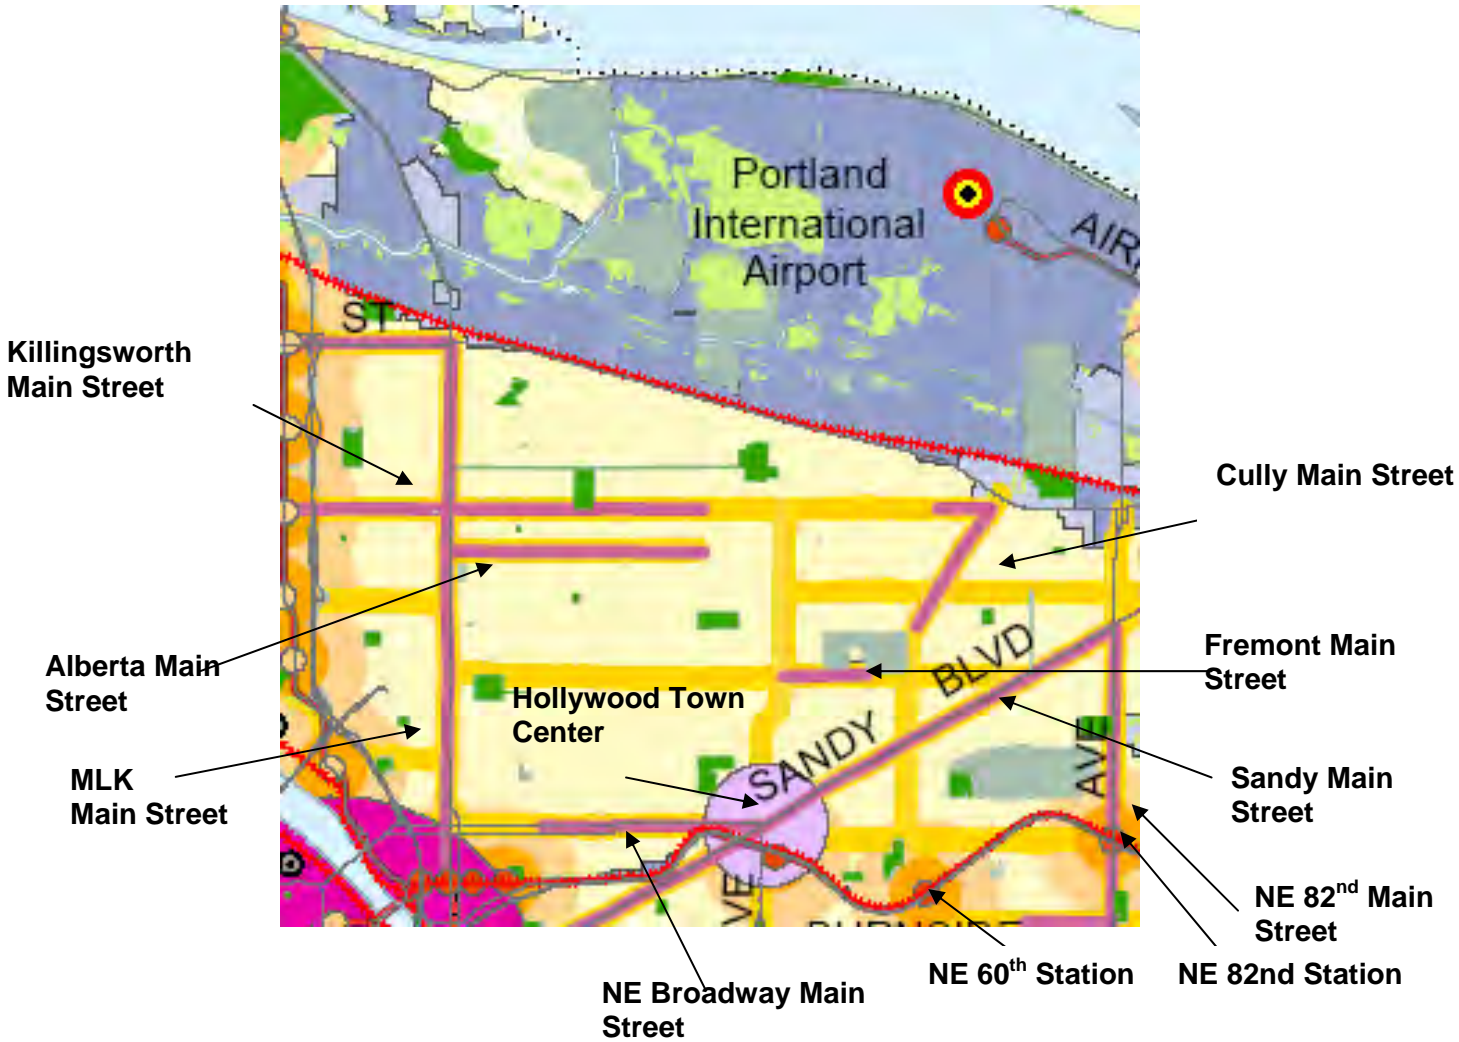 Portland
International
Airport
AIR
ST
Killingsworth
Main Street
Cully Main Street
Alberta Main
Street
Fremont Main
Street
BLVD
Hollywood Town
Center
SANDY
AVE
MLK
Main Street
Sandy Main
Street
NE 82nd Main
Street
AVE
BURNSIDE
NE 60th Station
NE 82nd Station
NE Broadway Main
Street